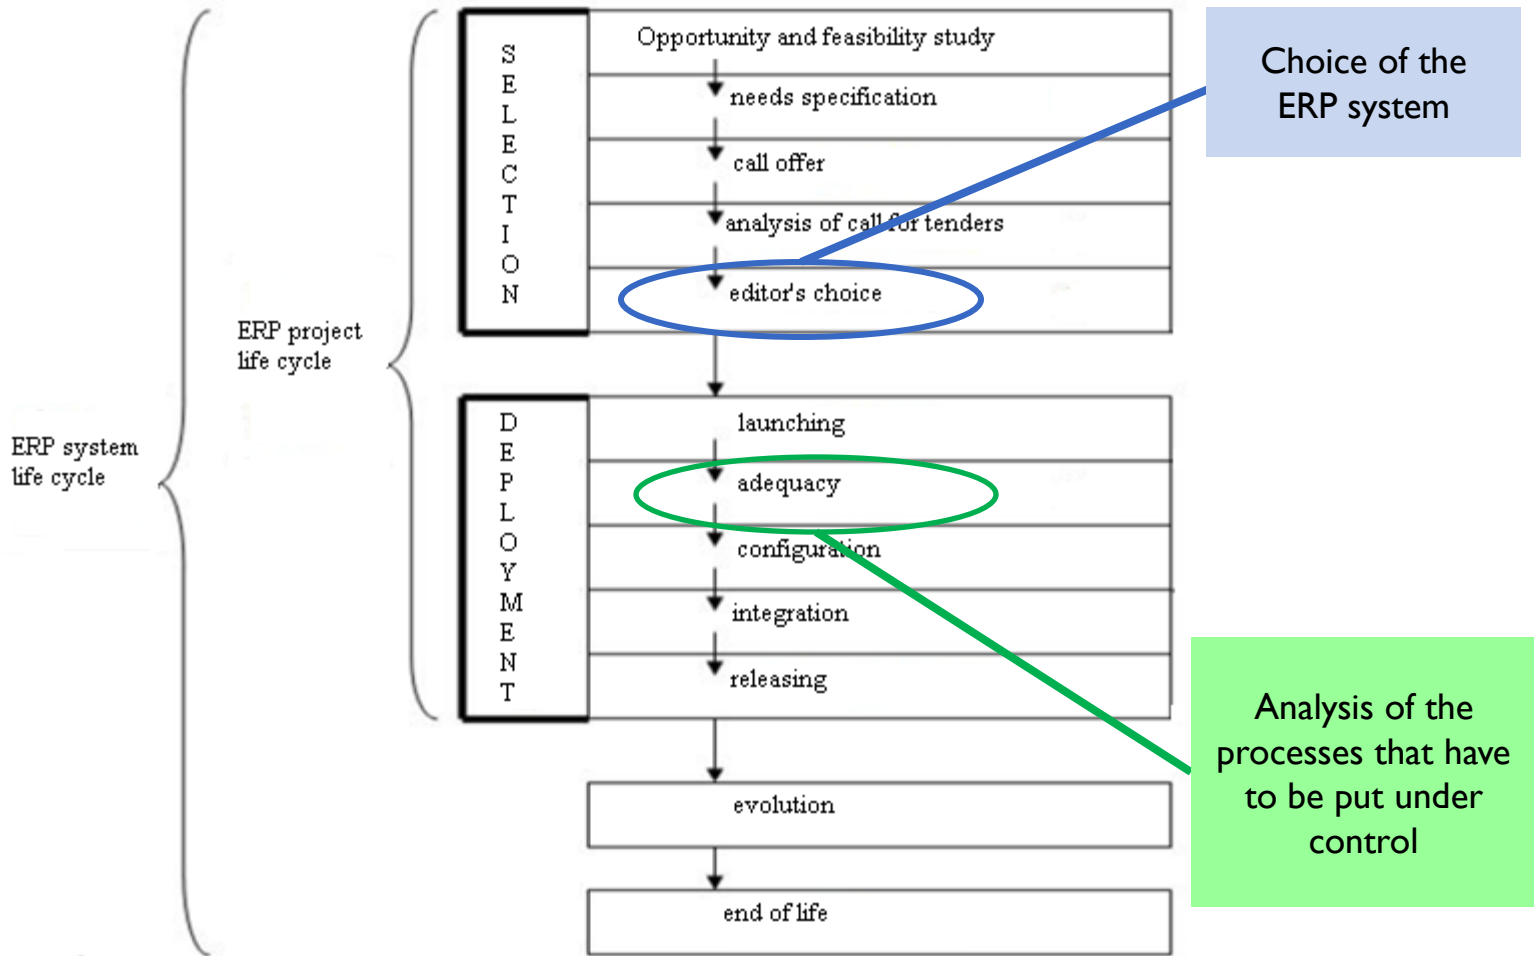 S
E
L
E
C
T
I
O
N
Opportunity and feasibility study
needs specification
call offer
analysis of call for tenders
editor's choice
Choice of the
ERP system
ERP project
life cycle
ERP system
life cycle
D
E
P
L
O
Y
M
E
N
T
launching
adequacy
configuration
integration
releasing
Analysis of the
processes that have
to be put under
control
evolution
end of life